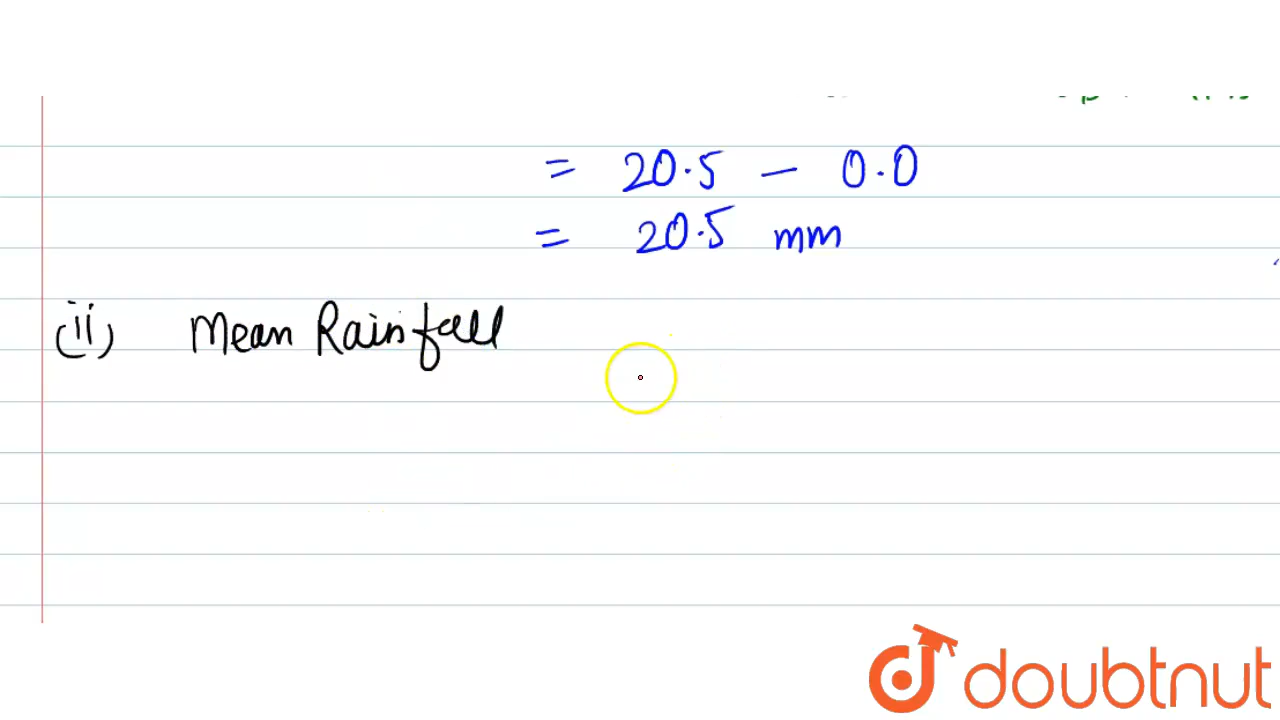 = 20.5 - 0.0
= 20.5 mm
(ii) Mean Rainfall
doubtnut